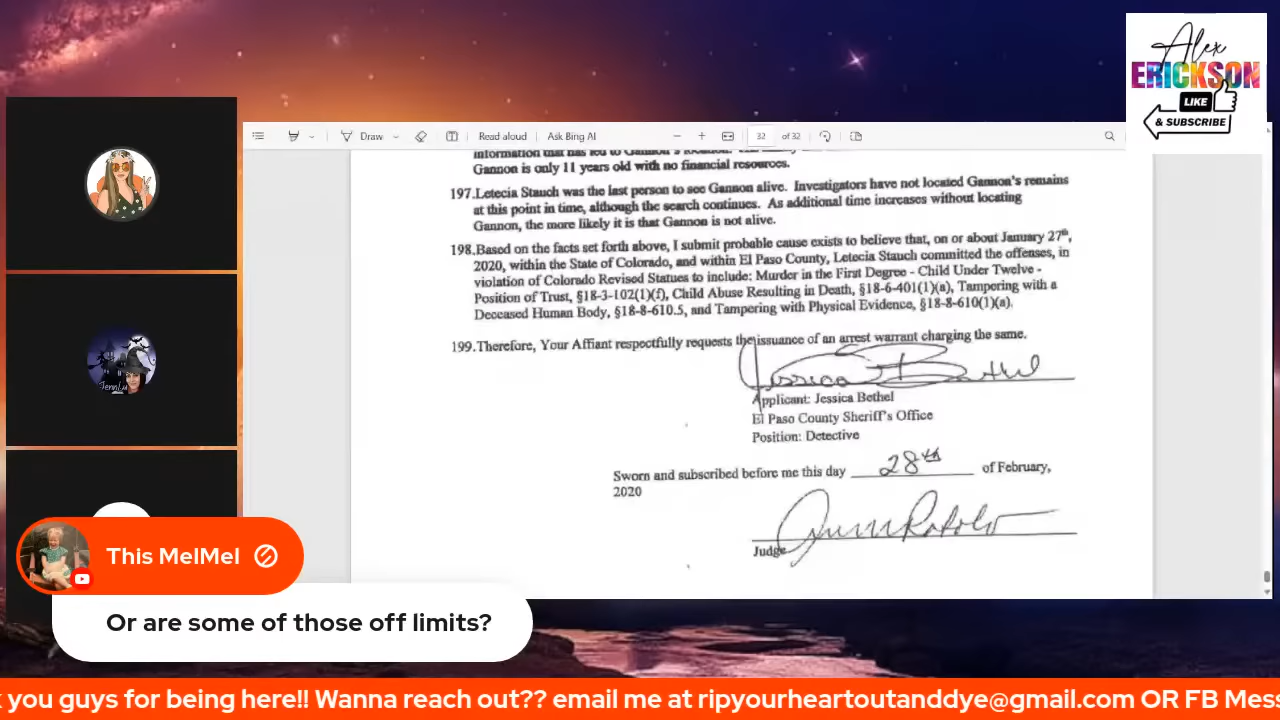 Alex
ERICKSON
LIKE
& SUBSCRIBE
Draw
Read aloud
Ask Bing AI
32 of 32
information that has led to Gannon's location.
Gannon is only 11 years old with no financial resources.
197. Letecia Stauch was the last person to see Gannon alive. Investigators have not located Gannon's remains
at this point in time, although the search continues. As additional time increases without locating
Gannon, the more likely it is that Gannon is not alive.
198. Based on the facts set forth above, I submit probable cause exists to believe that, on or about January 27th,
2020, within the State of Colorado, and within El Paso County, Letecia Stauch committed the offenses, in
violation of Colorado Revised Statues to include: Murder in the First Degree - Child Under Twelve -
Position of Trust, §18-3-102(1)(f), Child Abuse Resulting in Death, §18-6-401(1)(a), Tampering with a
Deceased Human Body, §18-8-610.5, and Tampering with Physical Evidence, §18-8-610(1)(a).
199. Therefore, Your Affiant respectfully requests the issuance of an arrest warrant charging the same.
Jessica Bethel
Applicant: Jessica Bethel
El Paso County Sheriff's Office
Position: Detective
Sworn and subscribed before me this day 28th of February,
2020
Judge
JennLu
This MelMel
Or are some of those off limits?
you guys for being here!! Wanna reach out?? email me at ripyourheartoutanddye@gmail.com OR FB Mess